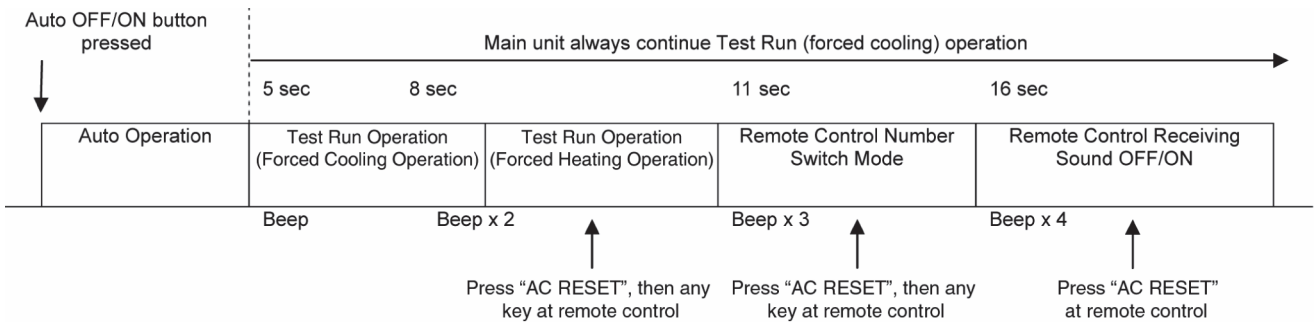 Auto OFF/ON button
pressed
Main unit always continue Test Run (forced cooling) operation
5 sec
8 sec
11 sec
16 sec
Auto Operation
Test Run Operation
(Forced Cooling Operation)
Test Run Operation
(Forced Heating Operation)
Remote Control Number
Switch Mode
Remote Control Receiving
Sound OFF/ON
Beep
Beep x 2
Beep x 3
Beep x 4
Press “AC RESET”, then any
key at remote control
Press “AC RESET”, then any
key at remote control
Press “AC RESET”
at remote control